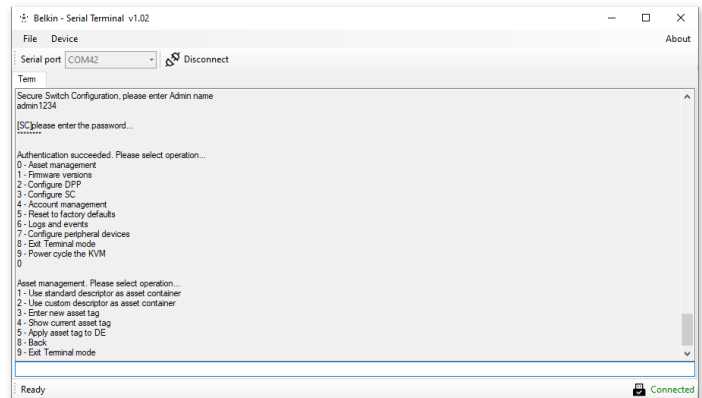 Belkin - Serial Terminal v1.02
File Device About
Serial port COM42 Disconnect
Term
Secure Switch Configuration, please enter Admin name
admin1234
[SC]please enter the password...
********
Authentication succeeded. Please select operation...
0 - Asset management
1 - Firmware versions
2 - Configure DPP
3 - Configure SC
4 - Account management
5 - Reset to factory defaults
6 - Logs and events
7 - Configure peripheral devices
8 - Exit Terminal mode
9 - Power cycle the KVM
0
Asset management. Please select operation...
1 - Use standard descriptor as asset container
2 - Use custom descriptor as asset container
3 - Enter new asset tag
4 - Show current asset tag
5 - Apply asset tag to DE
8 - Back
9 - Exit Terminal mode
Ready Connected